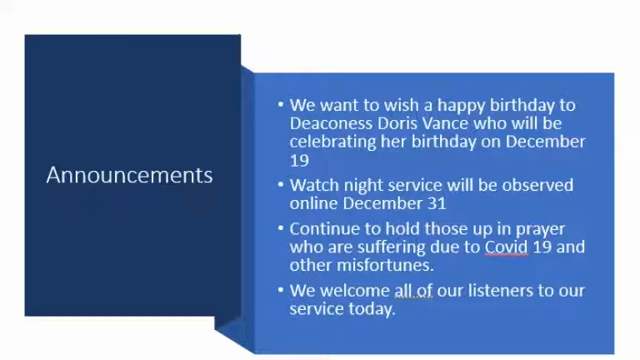 Announcements
• We want to wish a happy birthday to
Deaconess Doris Vance who will be
celebrating her birthday on December
19
• Watch night service will be observed
online December 31
• Continue to hold those up in prayer
who are suffering due to Covid 19 and
other misfortunes.
• We welcome all of our listeners to our
service today.